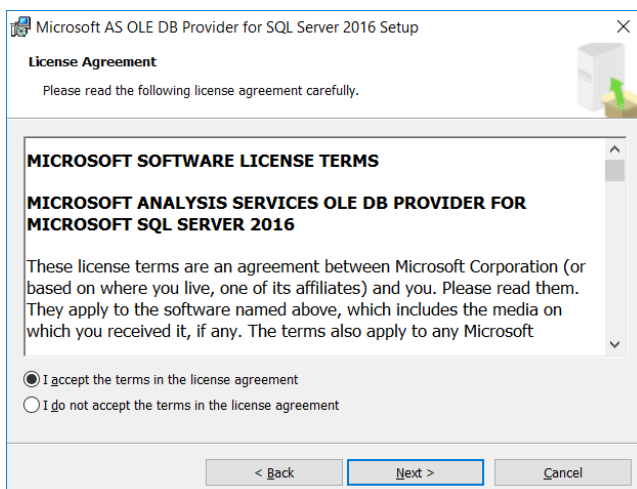 Microsoft AS OLE DB Provider for SQL Server 2016 Setup
License Agreement
Please read the following license agreement carefully.
MICROSOFT SOFTWARE LICENSE TERMS
MICROSOFT ANALYSIS SERVICES OLE DB PROVIDER FOR
MICROSOFT SQL SERVER 2016
These license terms are an agreement between Microsoft Corporation (or
based on where you live, one of its affiliates) and you. Please read them.
They apply to the software named above, which includes the media on
which you received it, if any. The terms also apply to any Microsoft
I accept the terms in the license agreement
I do not accept the terms in the license agreement
< Back
Next >
Cancel